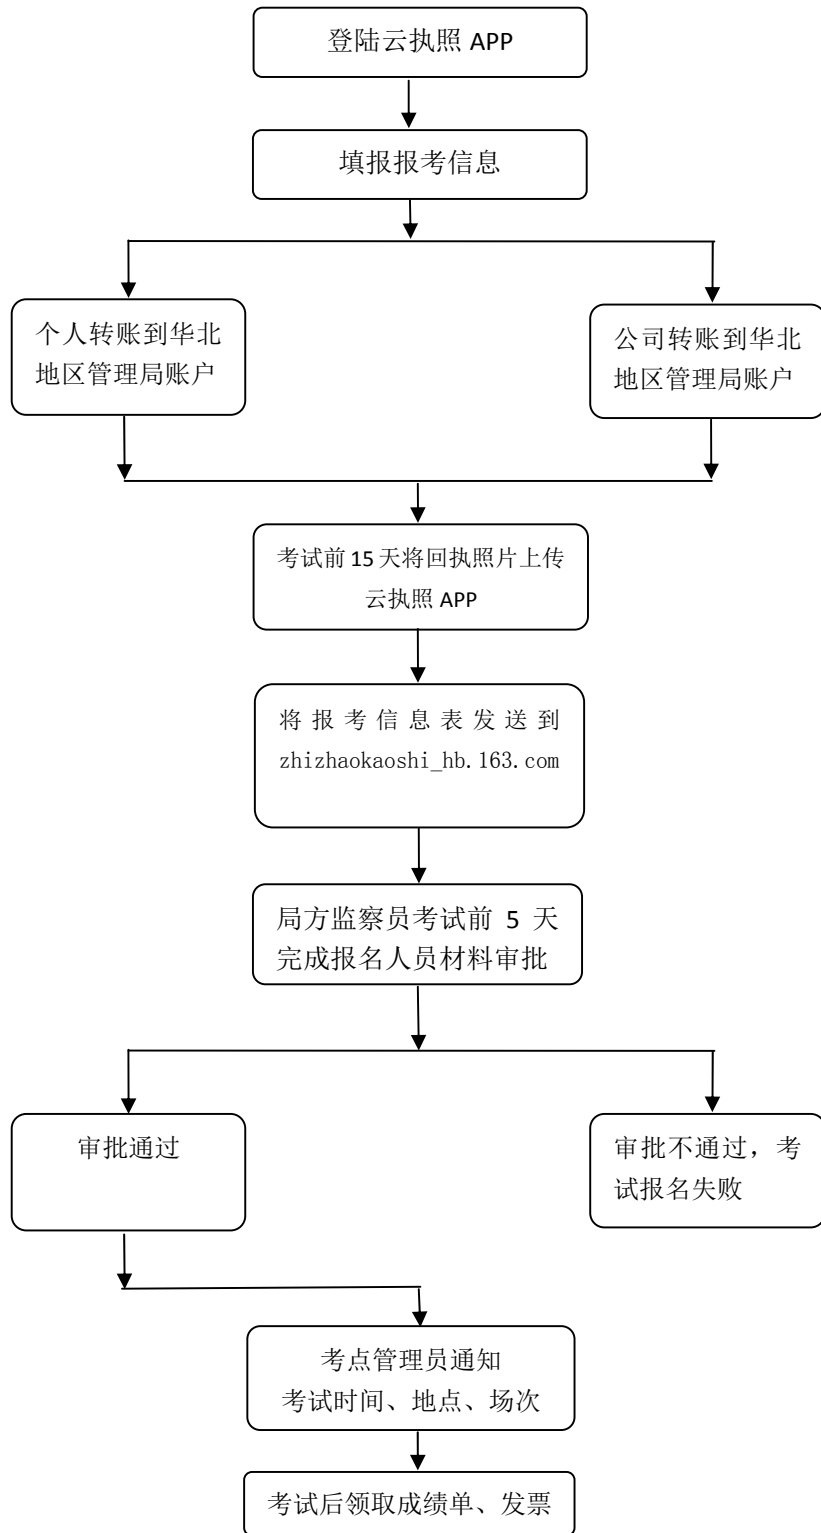 登陆云执照 APP
填报报考信息
个人转账到华北
地区管理局账户
公司转账到华北
地区管理局账户
考试前 15 天将回执照片上传
云执照 APP
将报考信息表发送到
zhizhaokaoshi_hb.163.com
局方监察员考试前 5 天
完成报名人员材料审批
审批通过
审批不通过，考
试报名失败
考点管理员通知
考试时间、地点、场次
考试后领取成绩单、发票